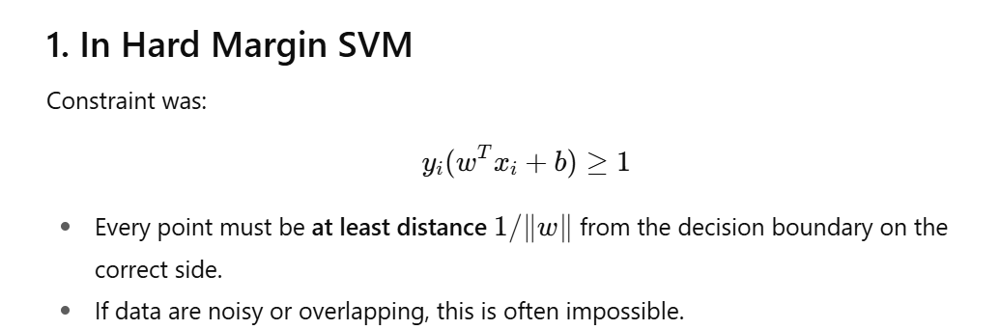 1. In Hard Margin SVM
Constraint was:
yᵢ(wᵀxᵢ + b) ≥ 1
• Every point must be at least distance 1/‖w‖ from the decision boundary on the
correct side.
• If data are noisy or overlapping, this is often impossible.